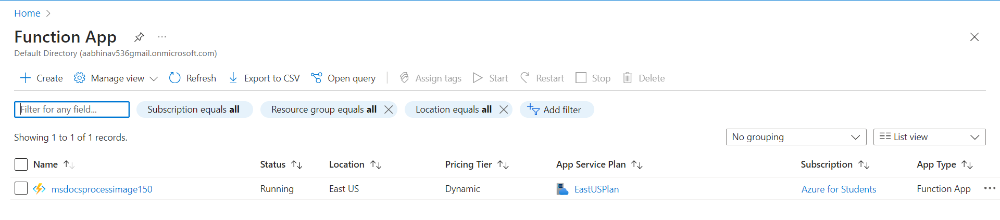 Home
Function App
Default Directory (aabhinav536gmail.onmicrosoft.com)
Create Manage view Refresh Export to CSV Open query Assign tags Start Restart Stop Delete
Filter for any field... Subscription equals all Resource group equals all Location equals all Add filter
Showing 1 to 1 of 1 records. No grouping List view
Name Status Location Pricing Tier App Service Plan Subscription App Type
msdocsprocessimage150 Running East US Dynamic EastUSPlan Azure for Students Function App